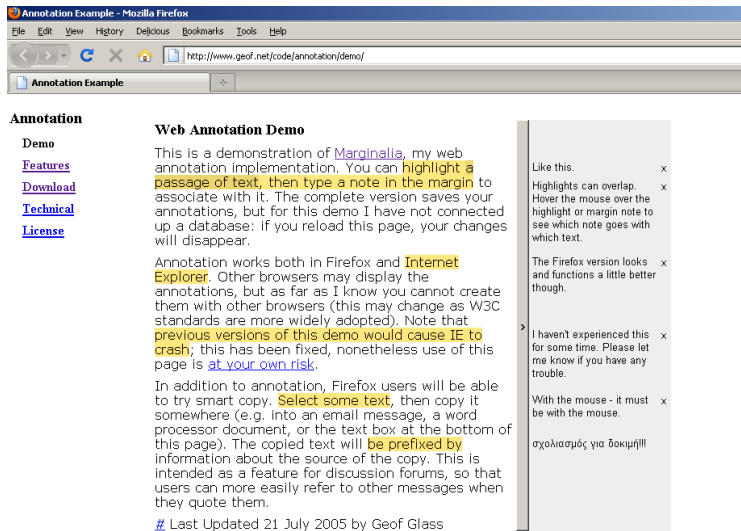 Annotation Example - Mozilla Firefox
File Edit View History Delicious Bookmarks Tools Help
http://www.geof.net/code/annotation/demo/
Annotation Example
Annotation
Demo
Features
Download
Technical
License
Web Annotation Demo
This is a demonstration of Marginalia, my web
annotation implementation. You can highlight a
passage of text, then type a note in the margin to
associate with it. The complete version saves your
annotations, but for this demo I have not connected
up a database: if you reload this page, your changes
will disappear.
Annotation works both in Firefox and Internet
Explorer. Other browsers may display the
annotations, but as far as I know you cannot create
them with other browsers (this may change as W3C
standards are more widely adopted). Note that
previous versions of this demo would cause IE to
crash; this has been fixed, nonetheless use of this
page is at your own risk.
In addition to annotation, Firefox users will be able
to try smart copy. Select some text, then copy it
somewhere (e.g. into an email message, a word
processor document, or the text box at the bottom of
this page). The copied text will be prefixed by
information about the source of the copy. This is
intended as a feature for discussion forums, so that
users can more easily refer to other messages when
they quote them.
# Last Updated 21 July 2005 by Geof Glass
>
Like this. x
Highlights can overlap. x
Hover the mouse over the
highlight or margin note to
see which note goes with
which text.
The Firefox version looks x
and functions a little better
though.
I haven't experienced this x
for some time. Please let
me know if you have any
trouble.
With the mouse - it must x
be with the mouse.
σχολιασμός για δοκιμή!!!